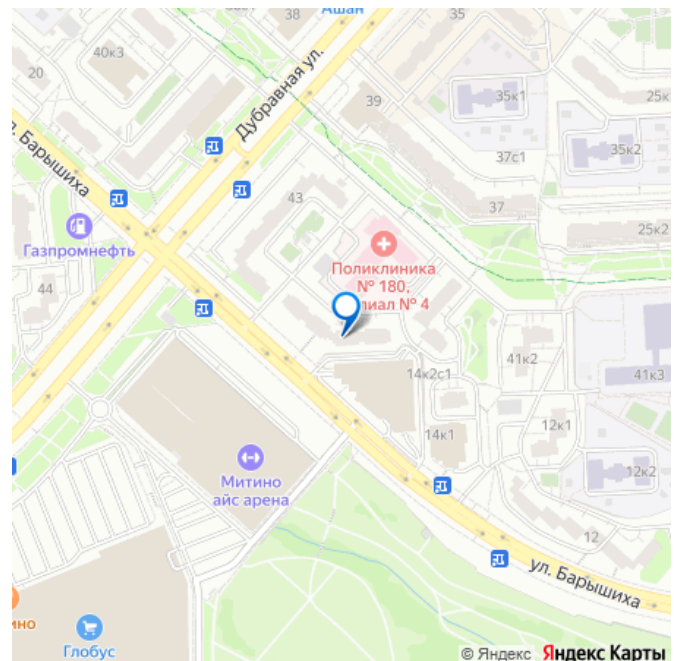 Ашан
38
35
40к3
20
Дубравная ул.
39
35к1
25к
л. Барышиха
35к2
37с1
43
37
25к2
Газпромнефть
Поликлиника
№ 180,
илиал № 4
44
14к2с1
41к2
41к3
12к1
14к1
Митино
айс арена
12к2
12
ул. Барышиха
ино
Глобус
© Яндекс Яндекс Карты